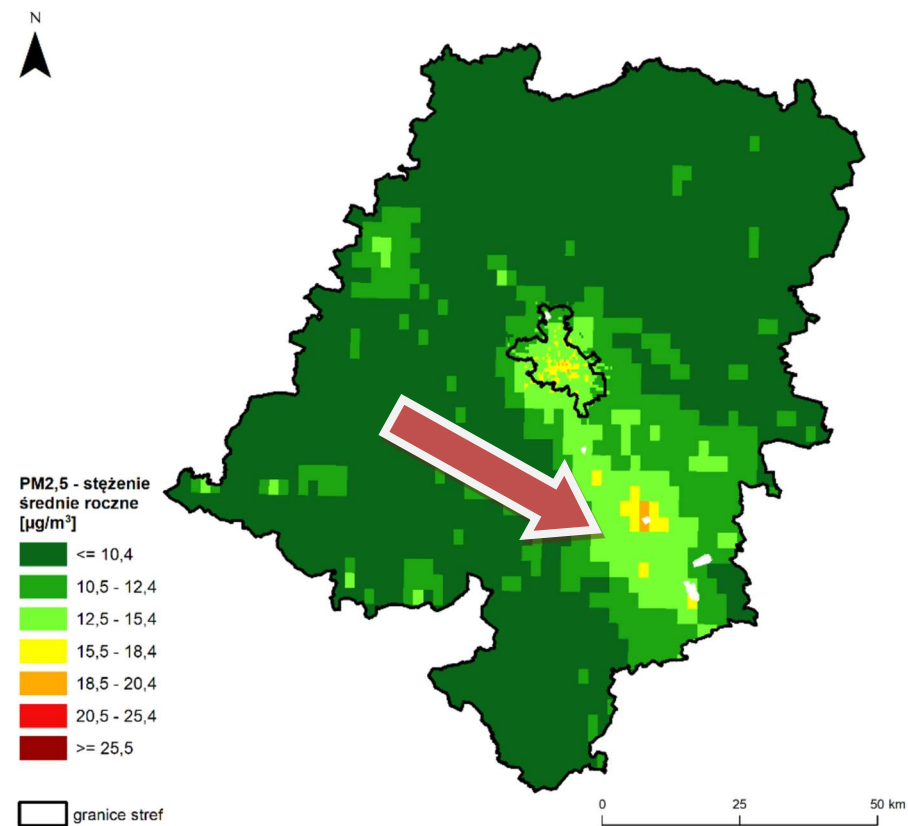 N
PM2,5 - stężenie
średnie roczne
[µg/m³]
<= 10,4
10,5 - 12,4
12,5 - 15,4
15,5 - 18,4
18,5 - 20,4
20,5 - 25,4
>= 25,5
granice stref
0 25 50 km